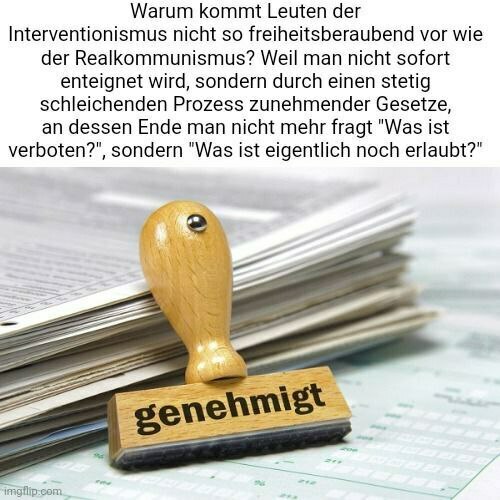 Warum kommt Leuten der
Interventionismus nicht so freiheitsberaubend vor wie
der Realkommunismus? Weil man nicht sofort
enteignet wird, sondern durch einen stetig
schleichenden Prozess zunehmender Gesetze,
an dessen Ende man nicht mehr fragt "Was ist
verboten?", sondern "Was ist eigentlich noch erlaubt?"
genehmigt
imgflip.com